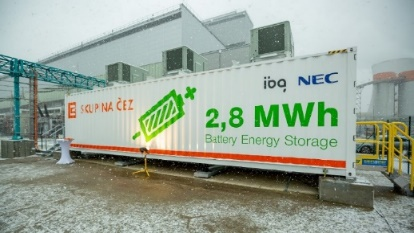 SKUPINA ČEZ
ibg NEC
2,8 MWh
Battery Energy Storage